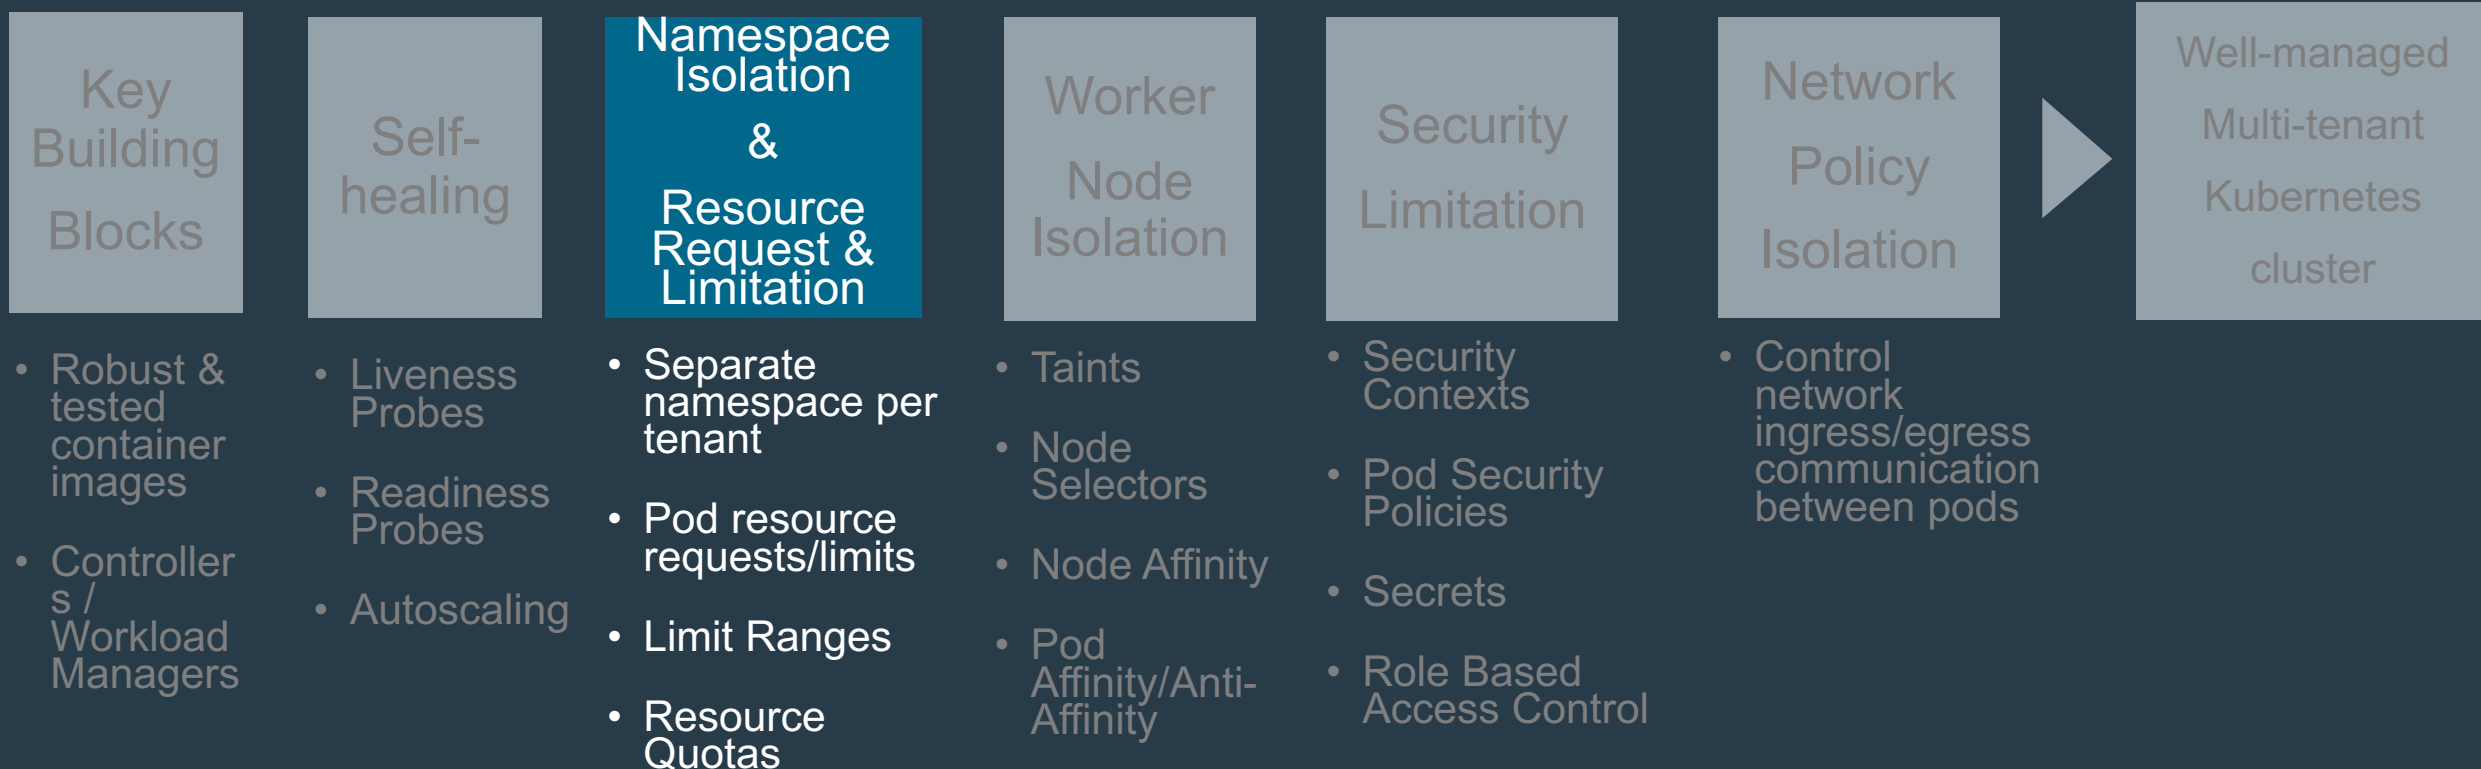 Key
Building
Blocks
• Robust &
tested
container
images
• Controller
s /
Workload
Managers
Self-
healing
• Liveness
Probes
• Readiness
Probes
• Autoscaling
Namespace
Isolation
&
Resource
Request &
Limitation
• Separate
namespace per
tenant
• Pod resource
requests/limits
• Limit Ranges
• Resource
Quotas
Worker
Node
Isolation
• Taints
• Node
Selectors
• Node Affinity
• Pod
Affinity/Anti-
Affinity
Security
Limitation
• Security
Contexts
• Pod Security
Policies
• Secrets
• Role Based
Access Control
Network
Policy
Isolation
• Control
network
ingress/egress
communication
between pods
Well-managed
Multi-tenant
Kubernetes
cluster